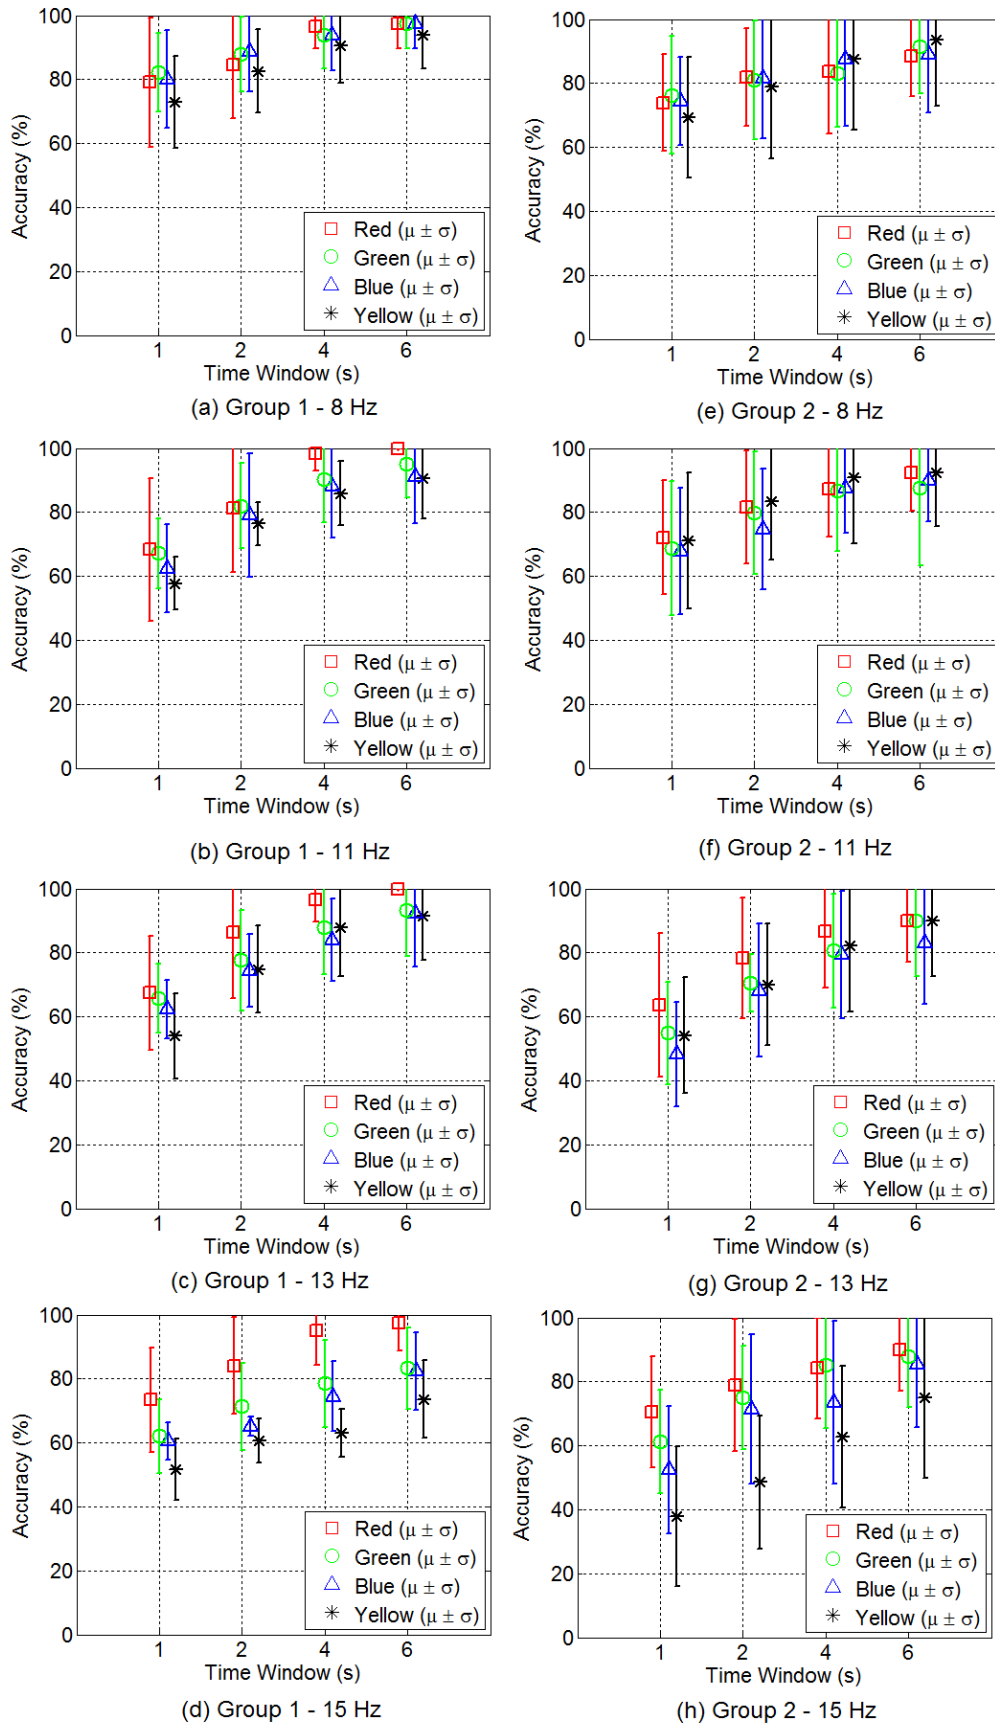 100
80
60
40
20
0
Accuracy (%)
Red (μ ± σ)
Green (μ ± σ)
Blue (μ ± σ)
Yellow (μ ± σ)
1 2 4 6
Time Window (s)
(a) Group 1 - 8 Hz
100
80
60
40
20
0
Accuracy (%)
Red (μ ± σ)
Green (μ ± σ)
Blue (μ ± σ)
Yellow (μ ± σ)
1 2 4 6
Time Window (s)
(e) Group 2 - 8 Hz
100
80
60
40
20
0
Accuracy (%)
Red (μ ± σ)
Green (μ ± σ)
Blue (μ ± σ)
Yellow (μ ± σ)
1 2 4 6
Time Window (s)
(b) Group 1 - 11 Hz
100
80
60
40
20
0
Accuracy (%)
Red (μ ± σ)
Green (μ ± σ)
Blue (μ ± σ)
Yellow (μ ± σ)
1 2 4 6
Time Window (s)
(f) Group 2 - 11 Hz
100
80
60
40
20
0
Accuracy (%)
Red (μ ± σ)
Green (μ ± σ)
Blue (μ ± σ)
Yellow (μ ± σ)
1 2 4 6
Time Window (s)
(c) Group 1 - 13 Hz
100
80
60
40
20
0
Accuracy (%)
Red (μ ± σ)
Green (μ ± σ)
Blue (μ ± σ)
Yellow (μ ± σ)
1 2 4 6
Time Window (s)
(g) Group 2 - 13 Hz
100
80
60
40
20
0
Accuracy (%)
Red (μ ± σ)
Green (μ ± σ)
Blue (μ ± σ)
Yellow (μ ± σ)
1 2 4 6
Time Window (s)
(d) Group 1 - 15 Hz
100
80
60
40
20
0
Accuracy (%)
Red (μ ± σ)
Green (μ ± σ)
Blue (μ ± σ)
Yellow (μ ± σ)
1 2 4 6
Time Window (s)
(h) Group 2 - 15 Hz